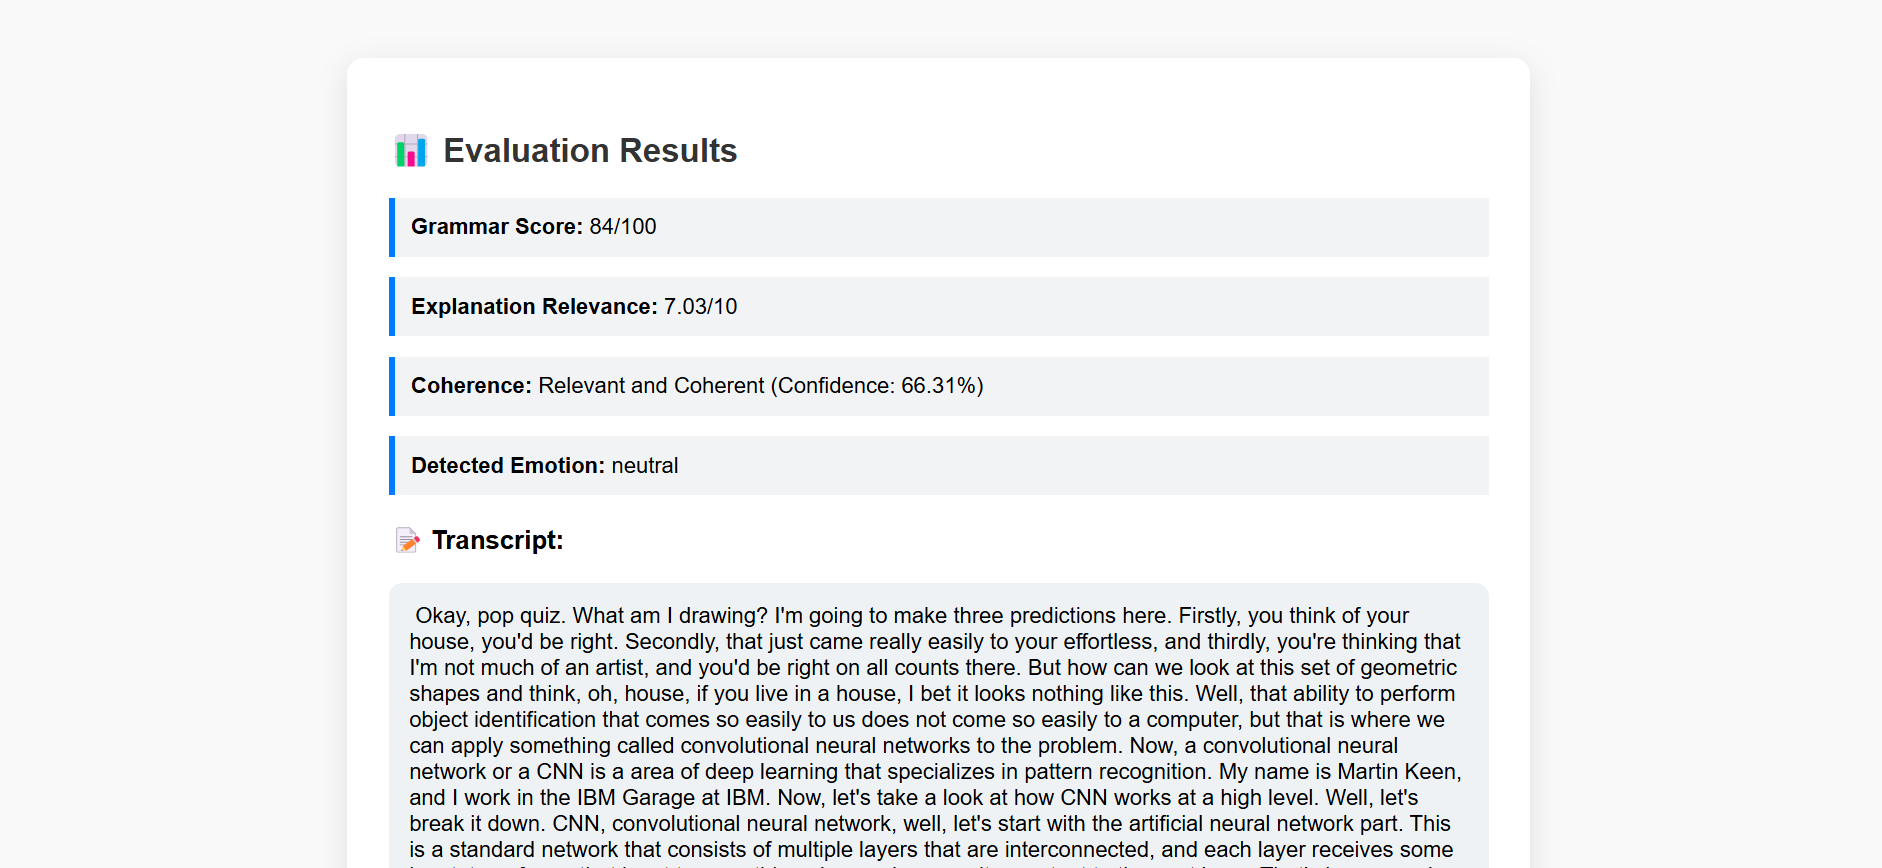 Evaluation Results
Grammar Score: 84/100
Explanation Relevance: 7.03/10
Coherence: Relevant and Coherent (Confidence: 66.31%)
Detected Emotion: neutral
Transcript:
Okay, pop quiz. What am I drawing? I'm going to make three predictions here. Firstly, you think of your
house, you'd be right. Secondly, that just came really easily to your effortless, and thirdly, you're thinking that
I'm not much of an artist, and you'd be right on all counts there. But how can we look at this set of geometric
shapes and think, oh, house, if you live in a house, I bet it looks nothing like this. Well, that ability to perform
object identification that comes so easily to us does not come so easily to a computer, but that is where we
can apply something called convolutional neural networks to the problem. Now, a convolutional neural
network or a CNN is a area of deep learning that specializes in pattern recognition. My name is Martin Keen,
and I work in the IBM Garage at IBM. Now, let's take a look at how CNN works at a high level. Well, let's
break it down. CNN, convolutional neural network, well, let's start with the artificial neural network part. This
is a standard network that consists of multiple layers that are interconnected, and each layer receives some